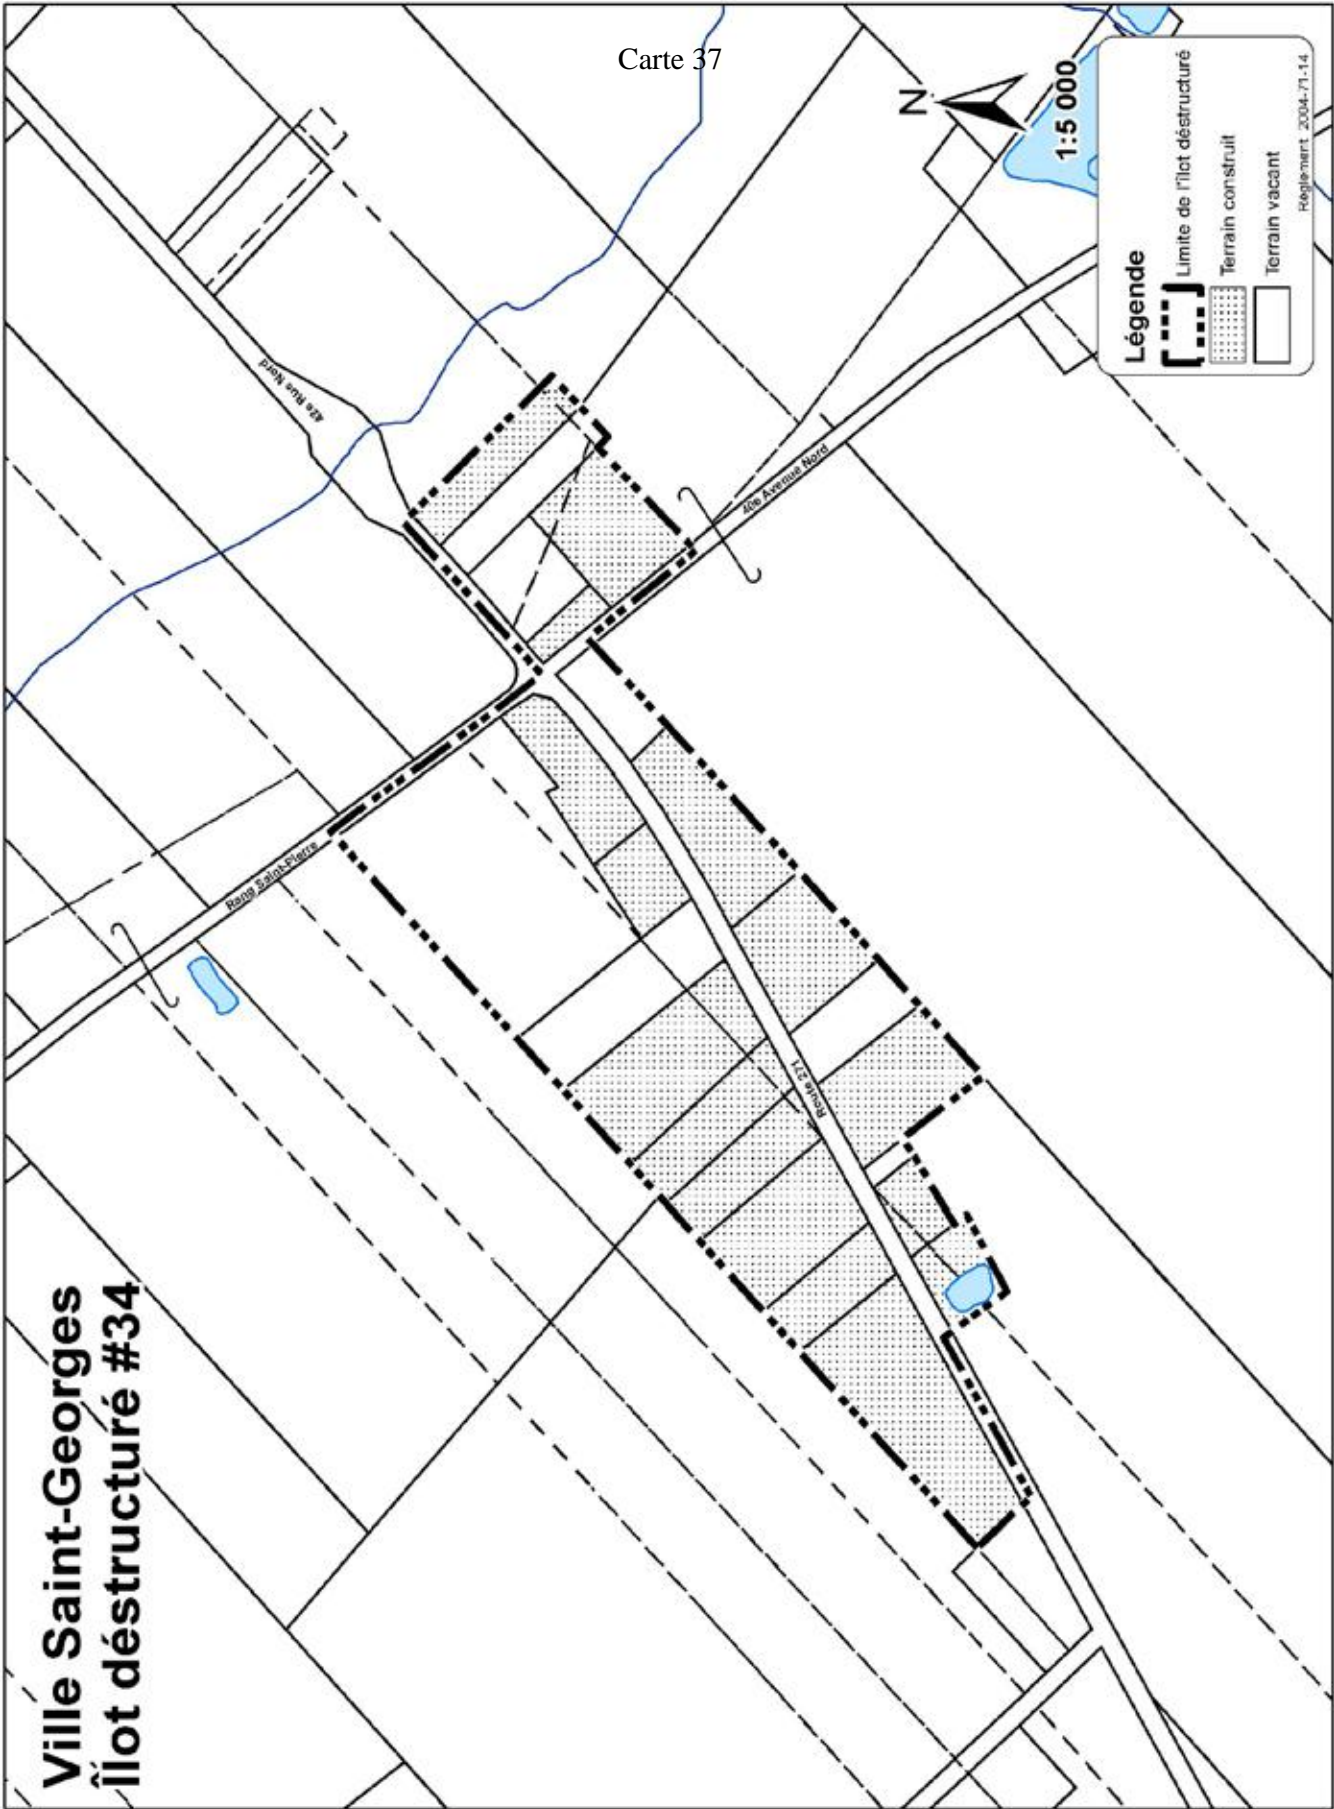 Carte 37
Ville Saint-Georges
Îlot déstructuré #34
42e Rue Nord
40e Avenue Nord
Rang Saint-Pierre
Route 271
N
1:5 000
Légende
Limite de l'îlot déstructuré
Terrain construit
Terrain vacant
Règlement 2004-71-14